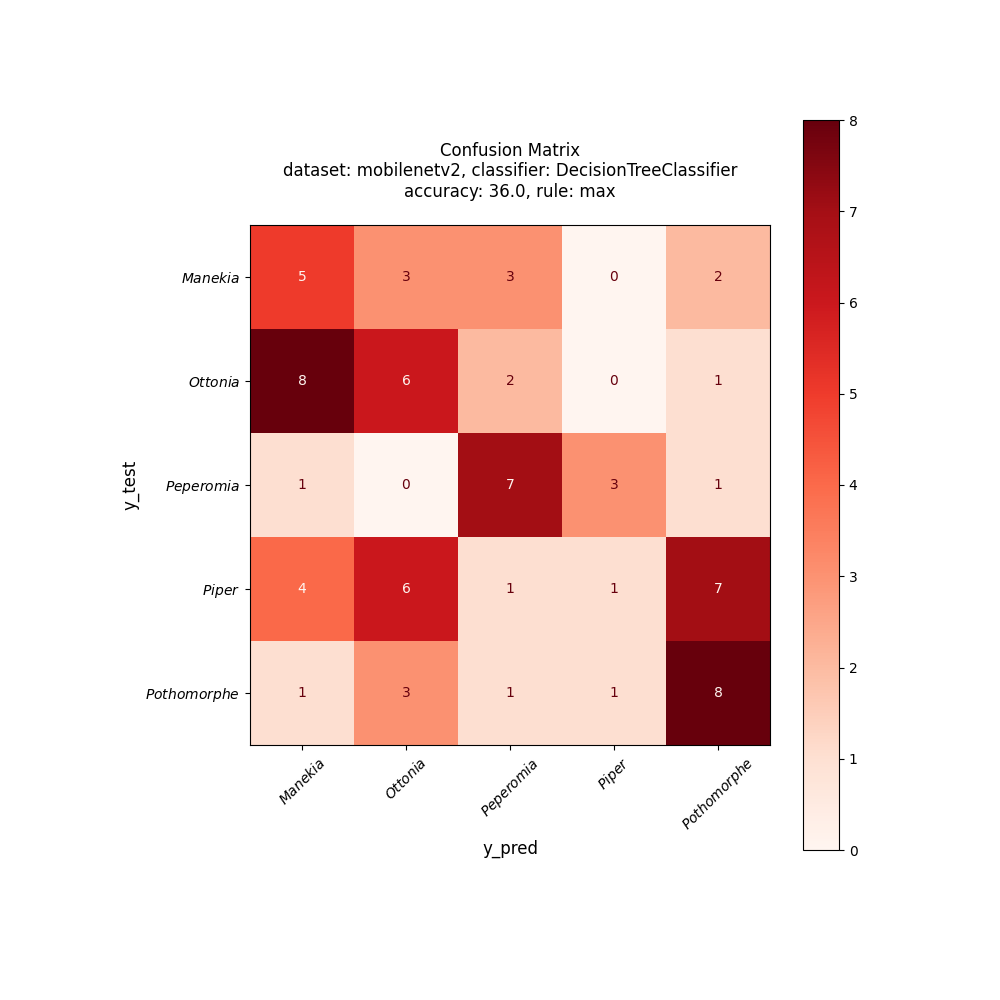 Confusion Matrix
dataset: mobilenetv2, classifier: DecisionTreeClassifier
accuracy: 36.0, rule: max
y_test
Manekia 5 3 3 0 2
Ottonia 8 6 2 0 1
Peperomia 1 0 7 3 1
Piper 4 6 1 1 7
Pothomorphe 1 3 1 1 8
Manekia Ottonia Peperomia Piper Pothomorphe
y_pred
8
7
6
5
4
3
2
1
0